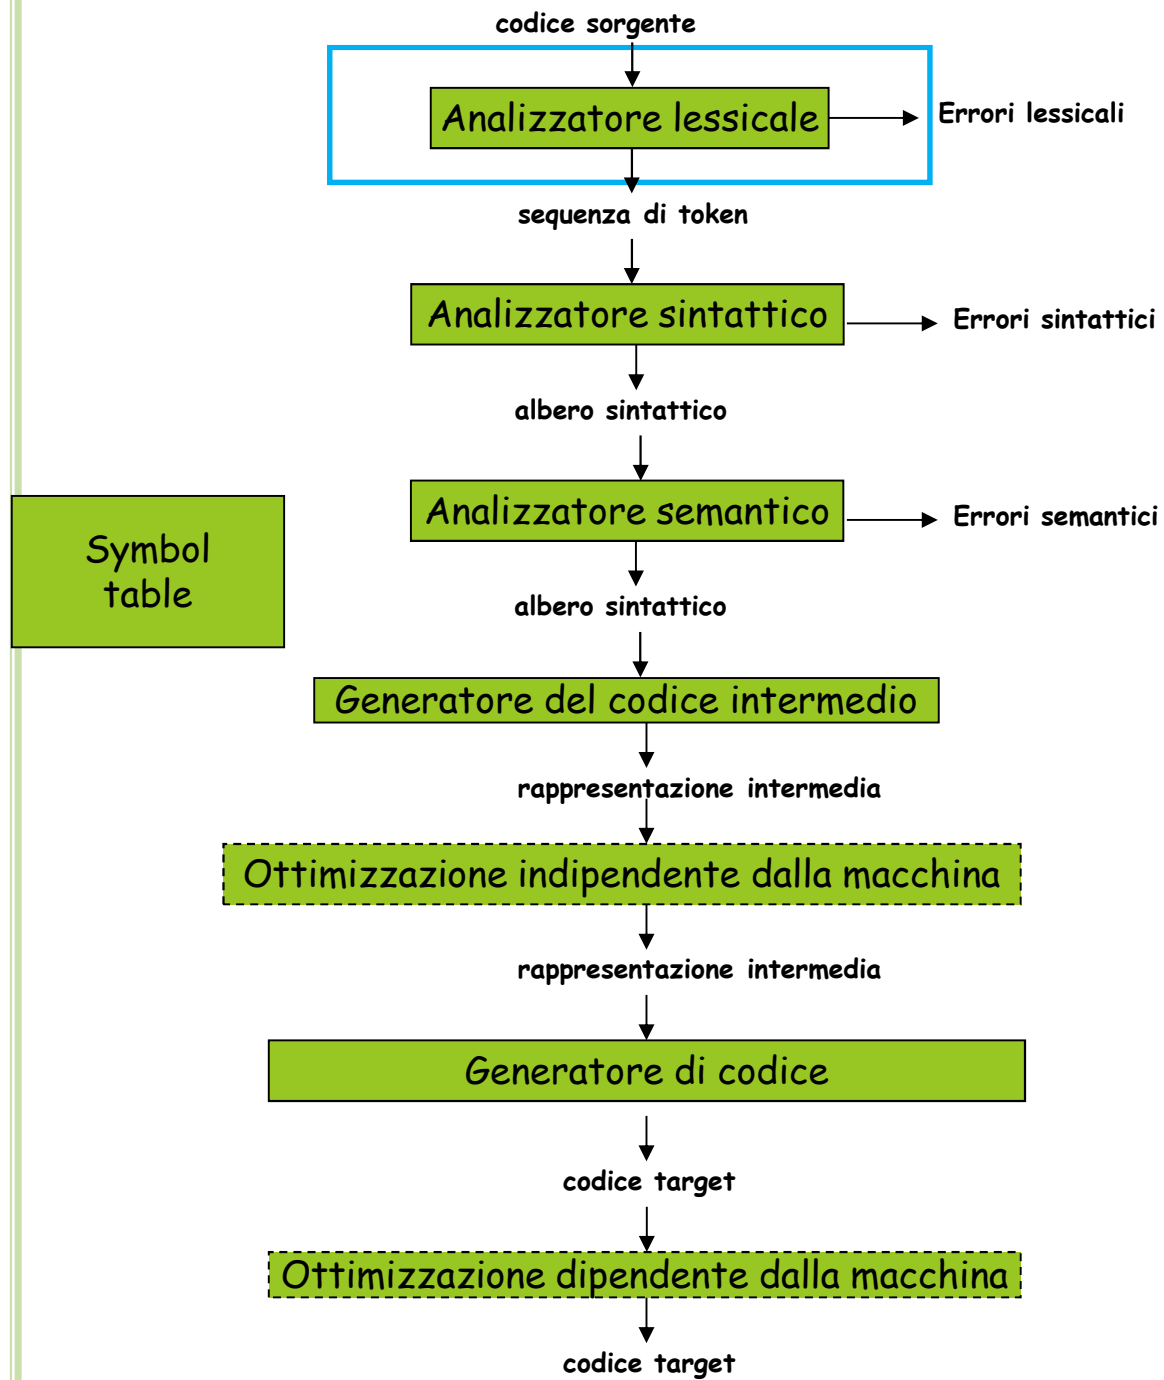 codice sorgente
Analizzatore lessicale
Errori lessicali
sequenza di token
Analizzatore sintattico
Errori sintattici
albero sintattico
Analizzatore semantico
Errori semantici
Symbol
table
albero sintattico
Generatore del codice intermedio
rappresentazione intermedia
Ottimizzazione indipendente dalla macchina
rappresentazione intermedia
Generatore di codice
codice target
Ottimizzazione dipendente dalla macchina
codice target